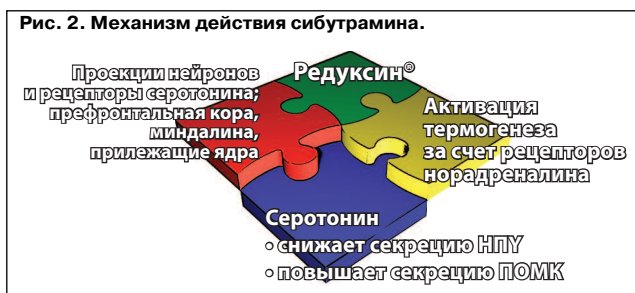 Рис. 2. Механизм действия сибутрамина.
Редуксин®
Проекции нейронов
и рецепторы серотонина;
префронтальная кора,
миндалина,
прилежащие ядра
Активация
термогенеза
за счет рецепторов
норадреналина
Серотонин
• снижает секрецию НПY
• повышает секрецию ПОМК